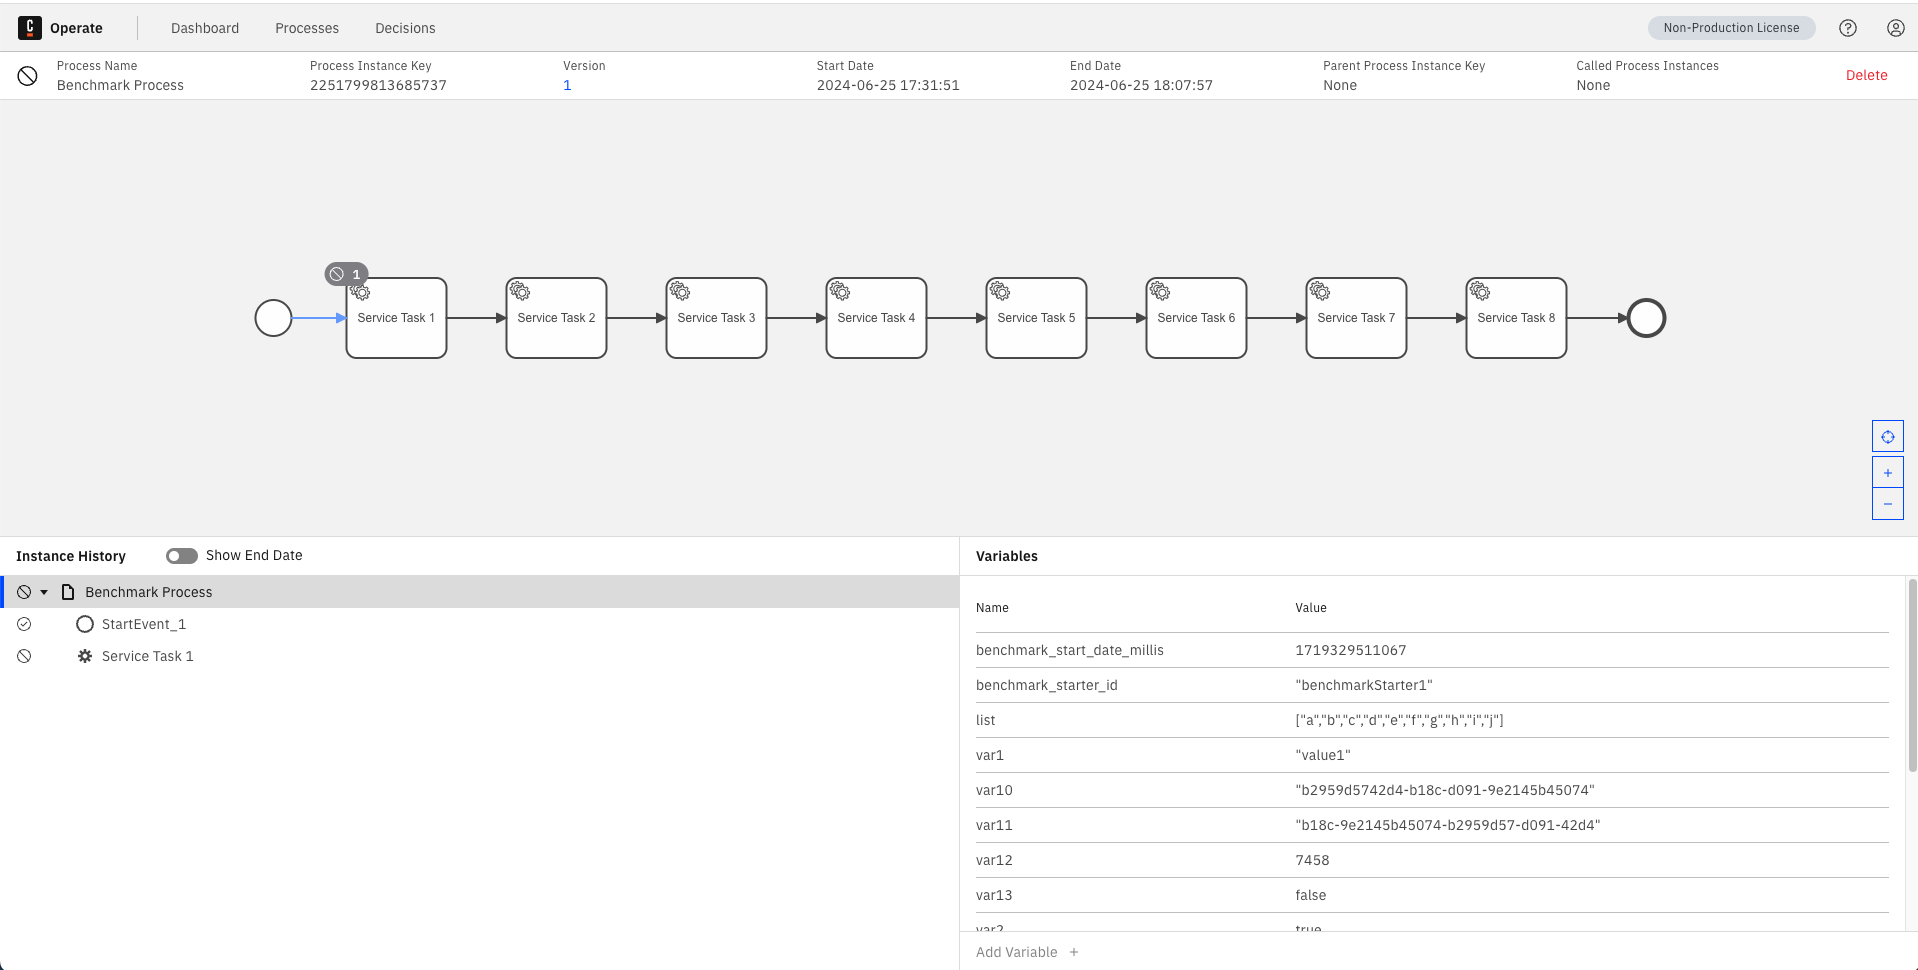 C Operate Dashboard Processes Decisions Non-Production License
Process Name Process Instance Key Version Start Date End Date Parent Process Instance Key Called Process Instances
Benchmark Process 2251799813685737 1 2024-06-25 17:31:51 2024-06-25 18:07:57 None None Delete
1
Service Task 1 Service Task 2 Service Task 3 Service Task 4 Service Task 5 Service Task 6 Service Task 7 Service Task 8
Instance History Show End Date
Benchmark Process
StartEvent_1
Service Task 1
Variables
Name Value
benchmark_start_date_millis 1719329511067
benchmark_starter_id "benchmarkStarter1"
list ["a","b","c","d","e","f","g","h","i","j"]
var1 "value1"
var10 "b2959d5742d4-b18c-d091-9e2145b45074"
var11 "b18c-9e2145b45074-b2959d57-d091-42d4"
var12 7458
var13 false
var2 true
Add Variable +